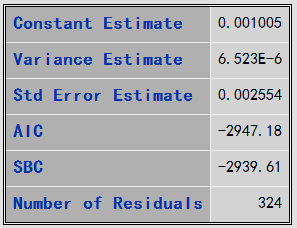 Constant Estimate 0.001005
Variance Estimate 6.523E-6
Std Error Estimate 0.002554
AIC -2947.18
SBC -2939.61
Number of Residuals 324